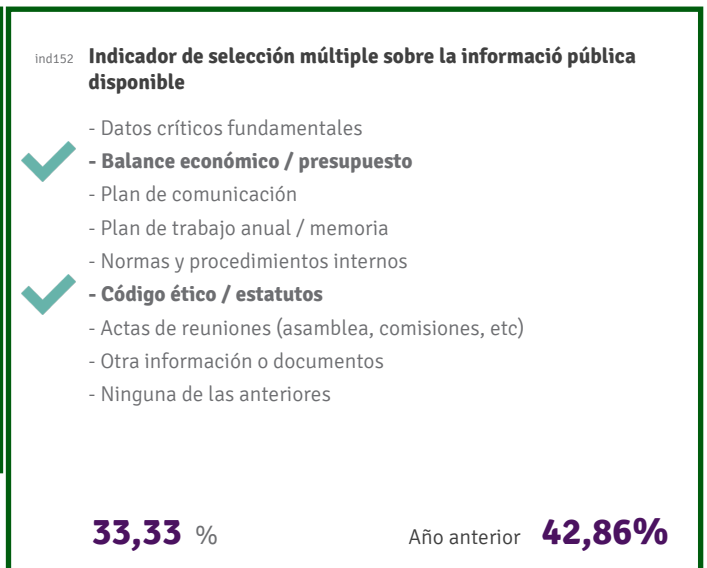 ind152 Indicador de selección múltiple sobre la informació pública
disponible
- Datos críticos fundamentales
- Balance económico / presupuesto
- Plan de comunicación
- Plan de trabajo anual / memoria
- Normas y procedimientos internos
- Código ético / estatutos
- Actas de reuniones (asamblea, comisiones, etc)
- Otra información o documentos
- Ninguna de las anteriores
33,33 % Año anterior 42,86%